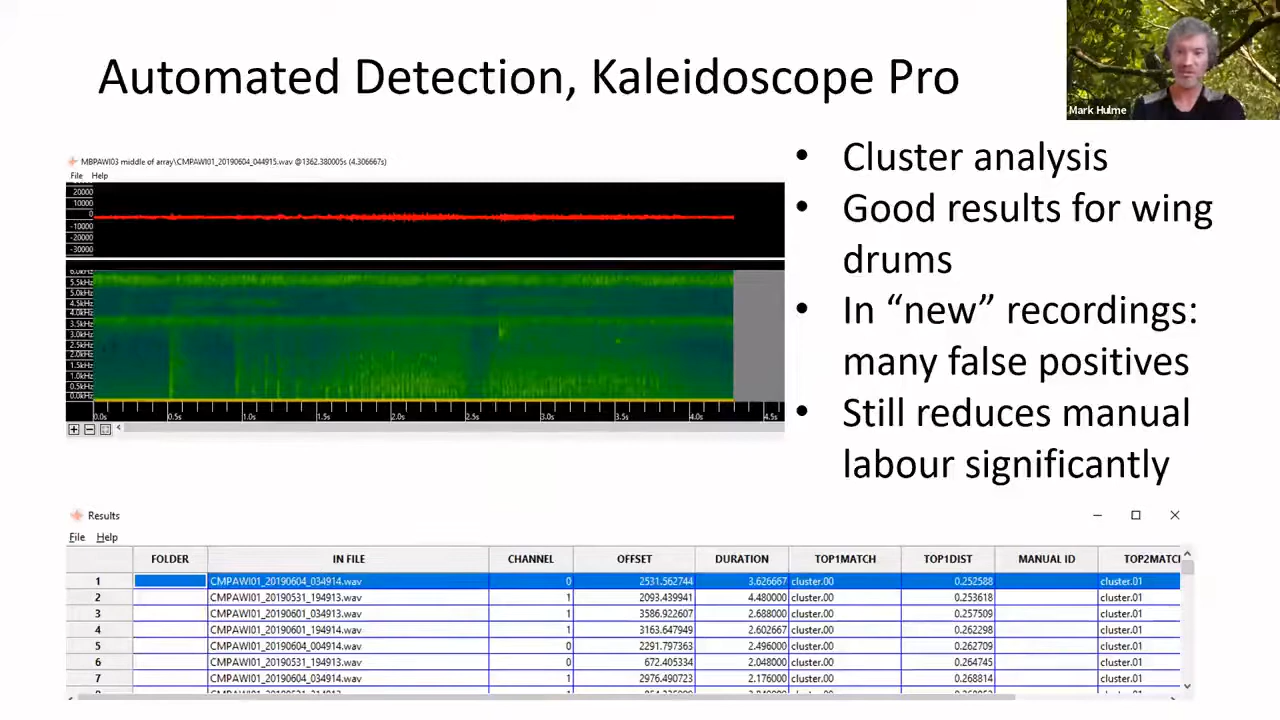 Automated Detection, Kaleidoscope Pro
Mark Hulme
MBPAWI03 middle of array\CMPAWI01_20190604_044915.wav @1362.380005s (4.306667s)
File Help
20000
10000
0
-10000
-20000
-30000
6.0kHz
5.5kHz
5.0kHz
4.5kHz
4.0kHz
3.5kHz
3.0kHz
2.5kHz
2.0kHz
1.5kHz
1.0kHz
0.5kHz
0.0kHz
0.0s 0.5s 1.0s 1.5s 2.0s 2.5s 3.0s 3.5s 4.0s 4.5s
• Cluster analysis
• Good results for wing
drums
• In “new” recordings:
many false positives
• Still reduces manual
labour significantly
Results
File Help
FOLDER IN FILE CHANNEL OFFSET DURATION TOP1MATCH TOP1DIST MANUAL ID TOP2MATC
1 CMPAWI01_20190604_034914.wav 0 2531.562744 3.626667 cluster.00 0.252588 cluster.01
2 CMPAWI01_20190531_194913.wav 1 2093.439941 4.480000 cluster.00 0.253618 cluster.01
3 CMPAWI01_20190601_034913.wav 1 3586.922607 2.688000 cluster.00 0.257509 cluster.01
4 CMPAWI01_20190601_194914.wav 1 3163.647949 2.602667 cluster.00 0.262298 cluster.01
5 CMPAWI01_20190604_004914.wav 0 2291.797363 2.496000 cluster.00 0.262709 cluster.01
6 CMPAWI01_20190531_194913.wav 0 672.405334 2.048000 cluster.00 0.264745 cluster.01
7 CMPAWI01_20190604_034914.wav 1 2976.490723 2.176000 cluster.00 0.268814 cluster.01